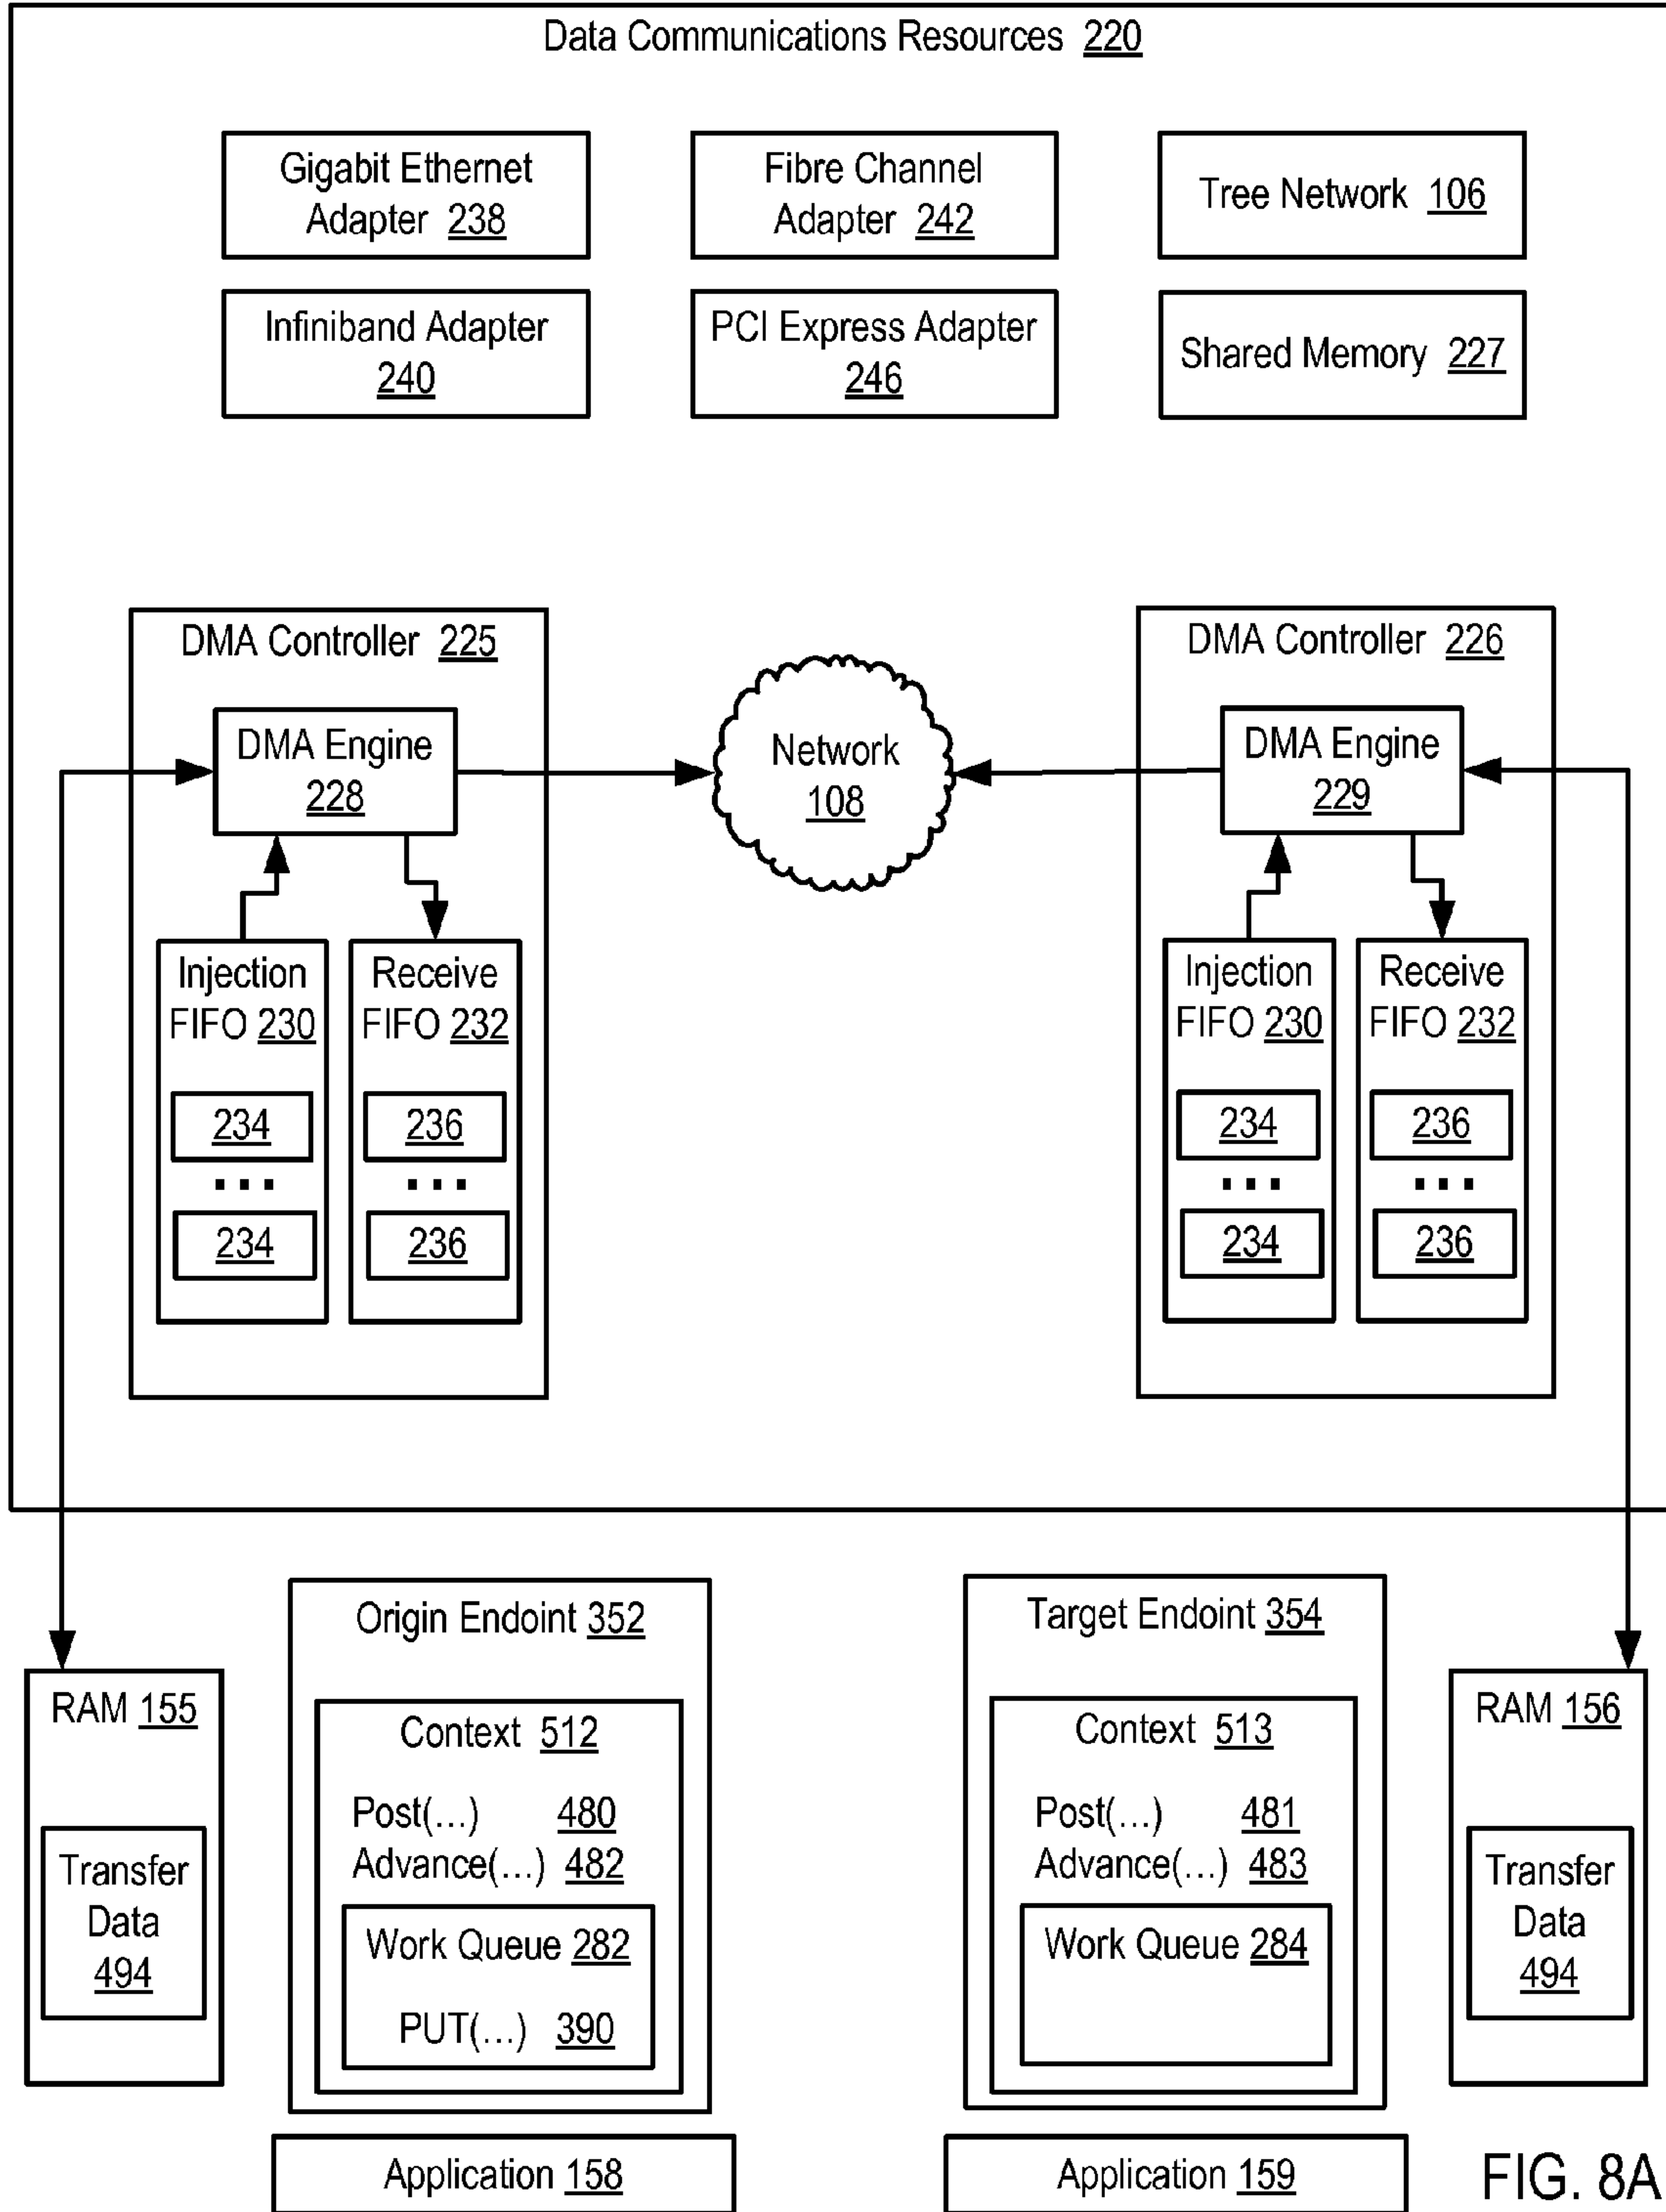 Data Communications Resources 220
Gigabit Ethernet
Adapter 238
Fibre Channel
Adapter 242
Tree Network 106
Infiniband Adapter
240
PCI Express Adapter
246
Shared Memory 227
DMA Controller 225
DMA Engine
228
Injection
FIFO 230
234
...
234
Receive
FIFO 232
236
...
236
Network
108
DMA Controller 226
DMA Engine
229
Injection
FIFO 230
234
...
234
Receive
FIFO 232
236
...
236
RAM 155
Transfer
Data
494
Origin Endoint 352
Context 512
Post(...) 480
Advance(...) 482
Work Queue 282
PUT(...) 390
Target Endoint 354
Context 513
Post(...) 481
Advance(...) 483
Work Queue 284
RAM 156
Transfer
Data
494
Application 158
Application 159
FIG. 8A